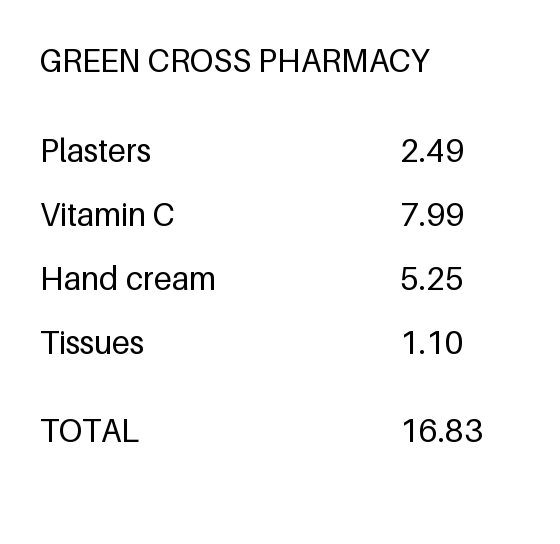 GREEN CROSS PHARMACY
Plasters 2.49
Vitamin C 7.99
Hand cream 5.25
Tissues 1.10
TOTAL 16.83